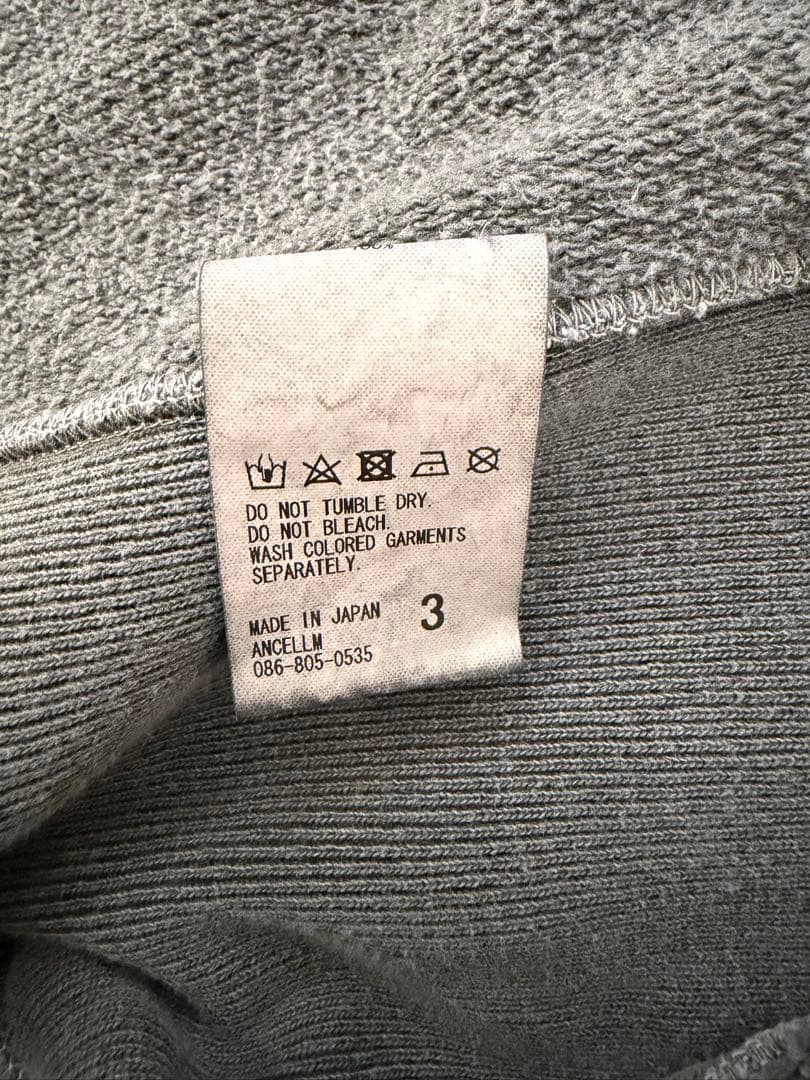 DO NOT TUMBLE DRY.
DO NOT BLEACH.
WASH COLORED GARMENTS
SEPARATELY.
MADE IN JAPAN 3
ANCELLM
086-805-0535